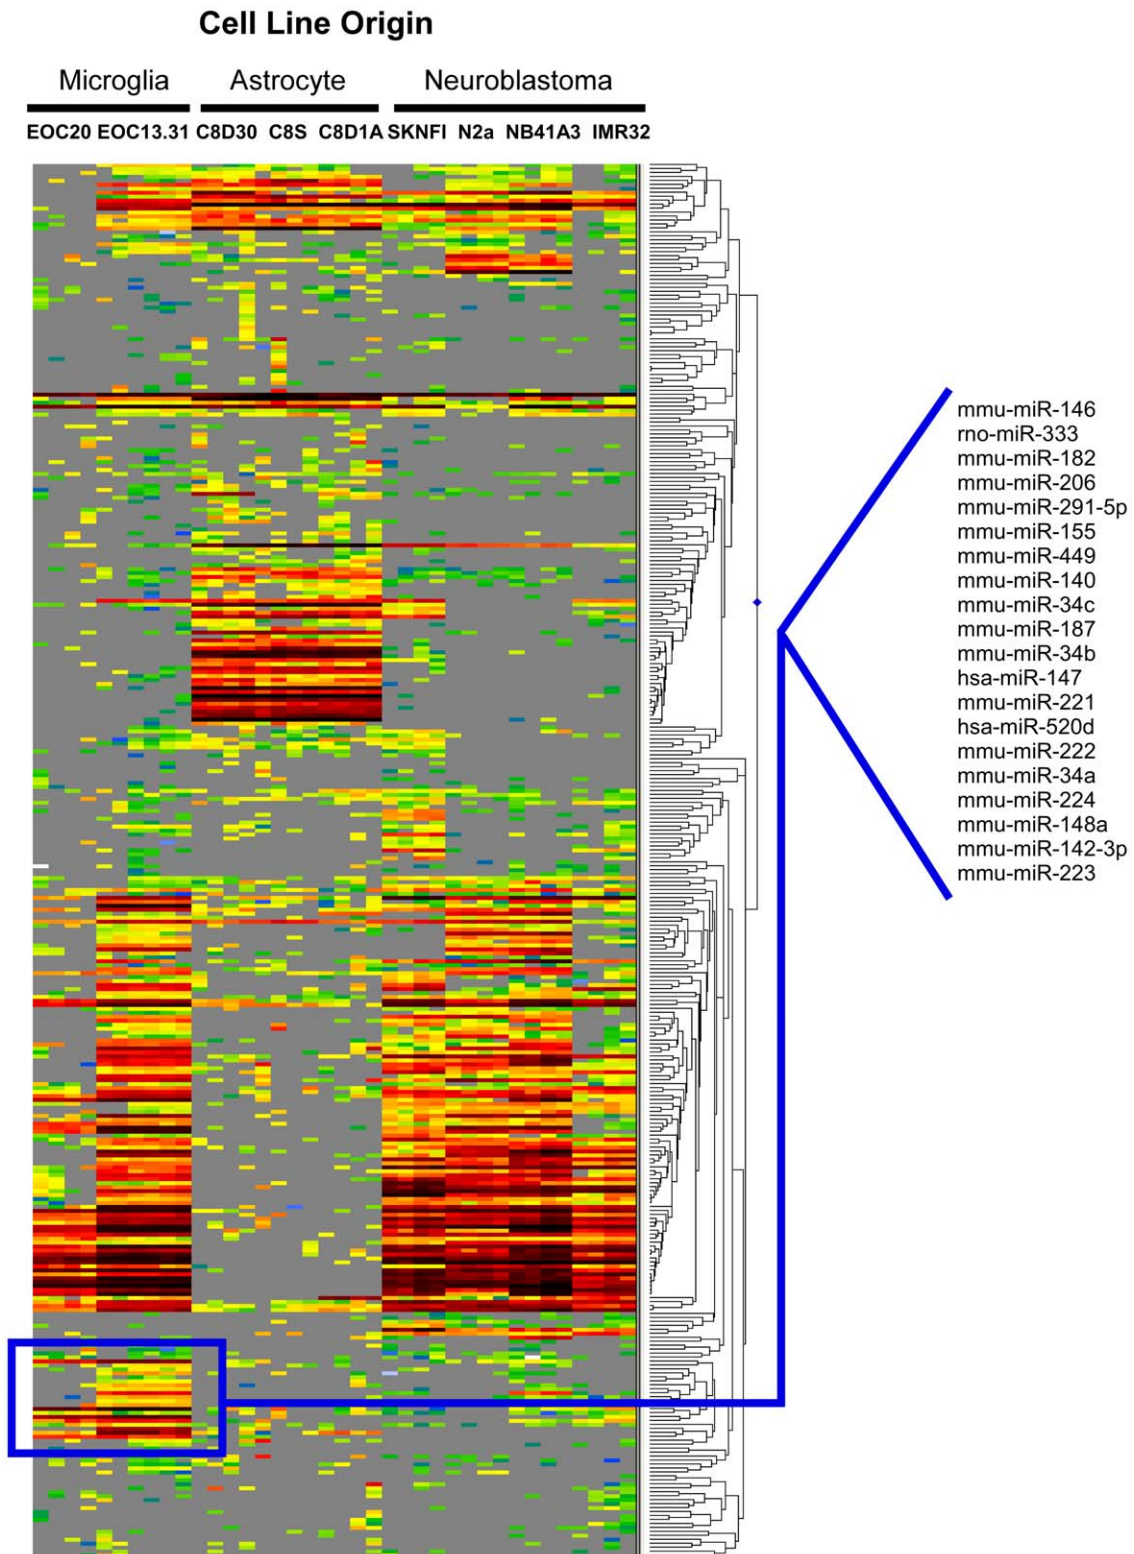 Cell Line Origin
Microglia Astrocyte Neuroblastoma
EOC20 EOC13.31 C8D30 C8S C8D1A SKNFI N2a NB41A3 IMR32
mmu-miR-146
rno-miR-333
mmu-miR-182
mmu-miR-206
mmu-miR-291-5p
mmu-miR-155
mmu-miR-449
mmu-miR-140
mmu-miR-34c
mmu-miR-187
mmu-miR-34b
hsa-miR-147
mmu-miR-221
hsa-miR-520d
mmu-miR-222
mmu-miR-34a
mmu-miR-224
mmu-miR-148a
mmu-miR-142-3p
mmu-miR-223